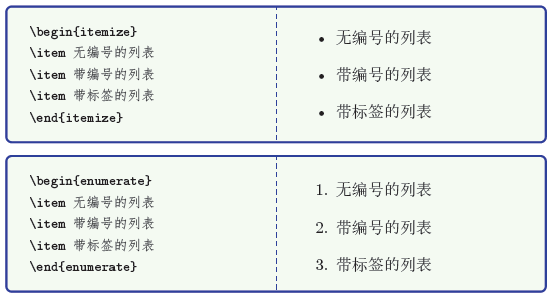 \begin{itemize}
\item 无编号的列表
\item 带编号的列表
\item 带标签的列表
\end{itemize}
• 无编号的列表
• 带编号的列表
• 带标签的列表
\begin{enumerate}
\item 无编号的列表
\item 带编号的列表
\item 带标签的列表
\end{enumerate}
1. 无编号的列表
2. 带编号的列表
3. 带标签的列表